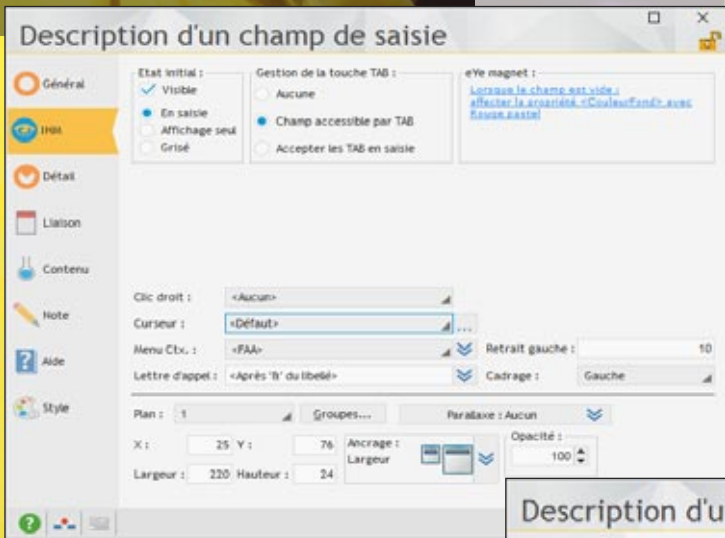 Description d'un champ de saisie
Général
IHM
Détail
Liaison
Contenu
Note
Aide
Style
Etat initial :
Visible
En saisie
Affichage seul
Grisé
Gestion de la touche TAB :
Aucune
Champ accessible par TAB
Accepter les TAB en saisie
eYe magnet :
Lorsque le champ est vide :
affecter la propriété <CouleurFond> avec
Rouge pastel
Clic droit : <Aucun>
Curseur : <Défaut> ...
Menu Ctx. : <FAA> Retrait gauche : 10
Lettre d'appel : <Après '&' du libellé> Cadrage : Gauche
Plan : 1 Groupes... Parallaxe : Aucun
X : 25 Y : 76 Ancrage : Largeur
Opacité : 100
Largeur : 220 Hauteur : 24
Description d'u